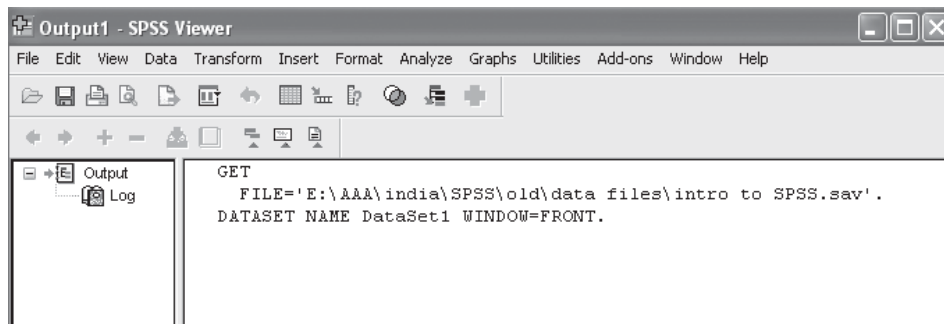 Output1 - SPSS Viewer
File Edit View Data Transform Insert Format Analyze Graphs Utilities Add-ons Window Help
Output
Log
GET
FILE='E:\AAA\india\SPSS\old\data files\intro to SPSS.sav'.
DATASET NAME DataSet1 WINDOW=FRONT.